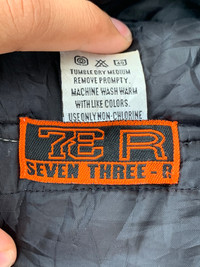 TUMBLE DRY MEDIUM
REMOVE PROMPTLY.
MACHINE WASH WARM
WITH LIKE COLORS.
USE ONLY NON-CHLORINE
7E R
SEVEN THREE-R